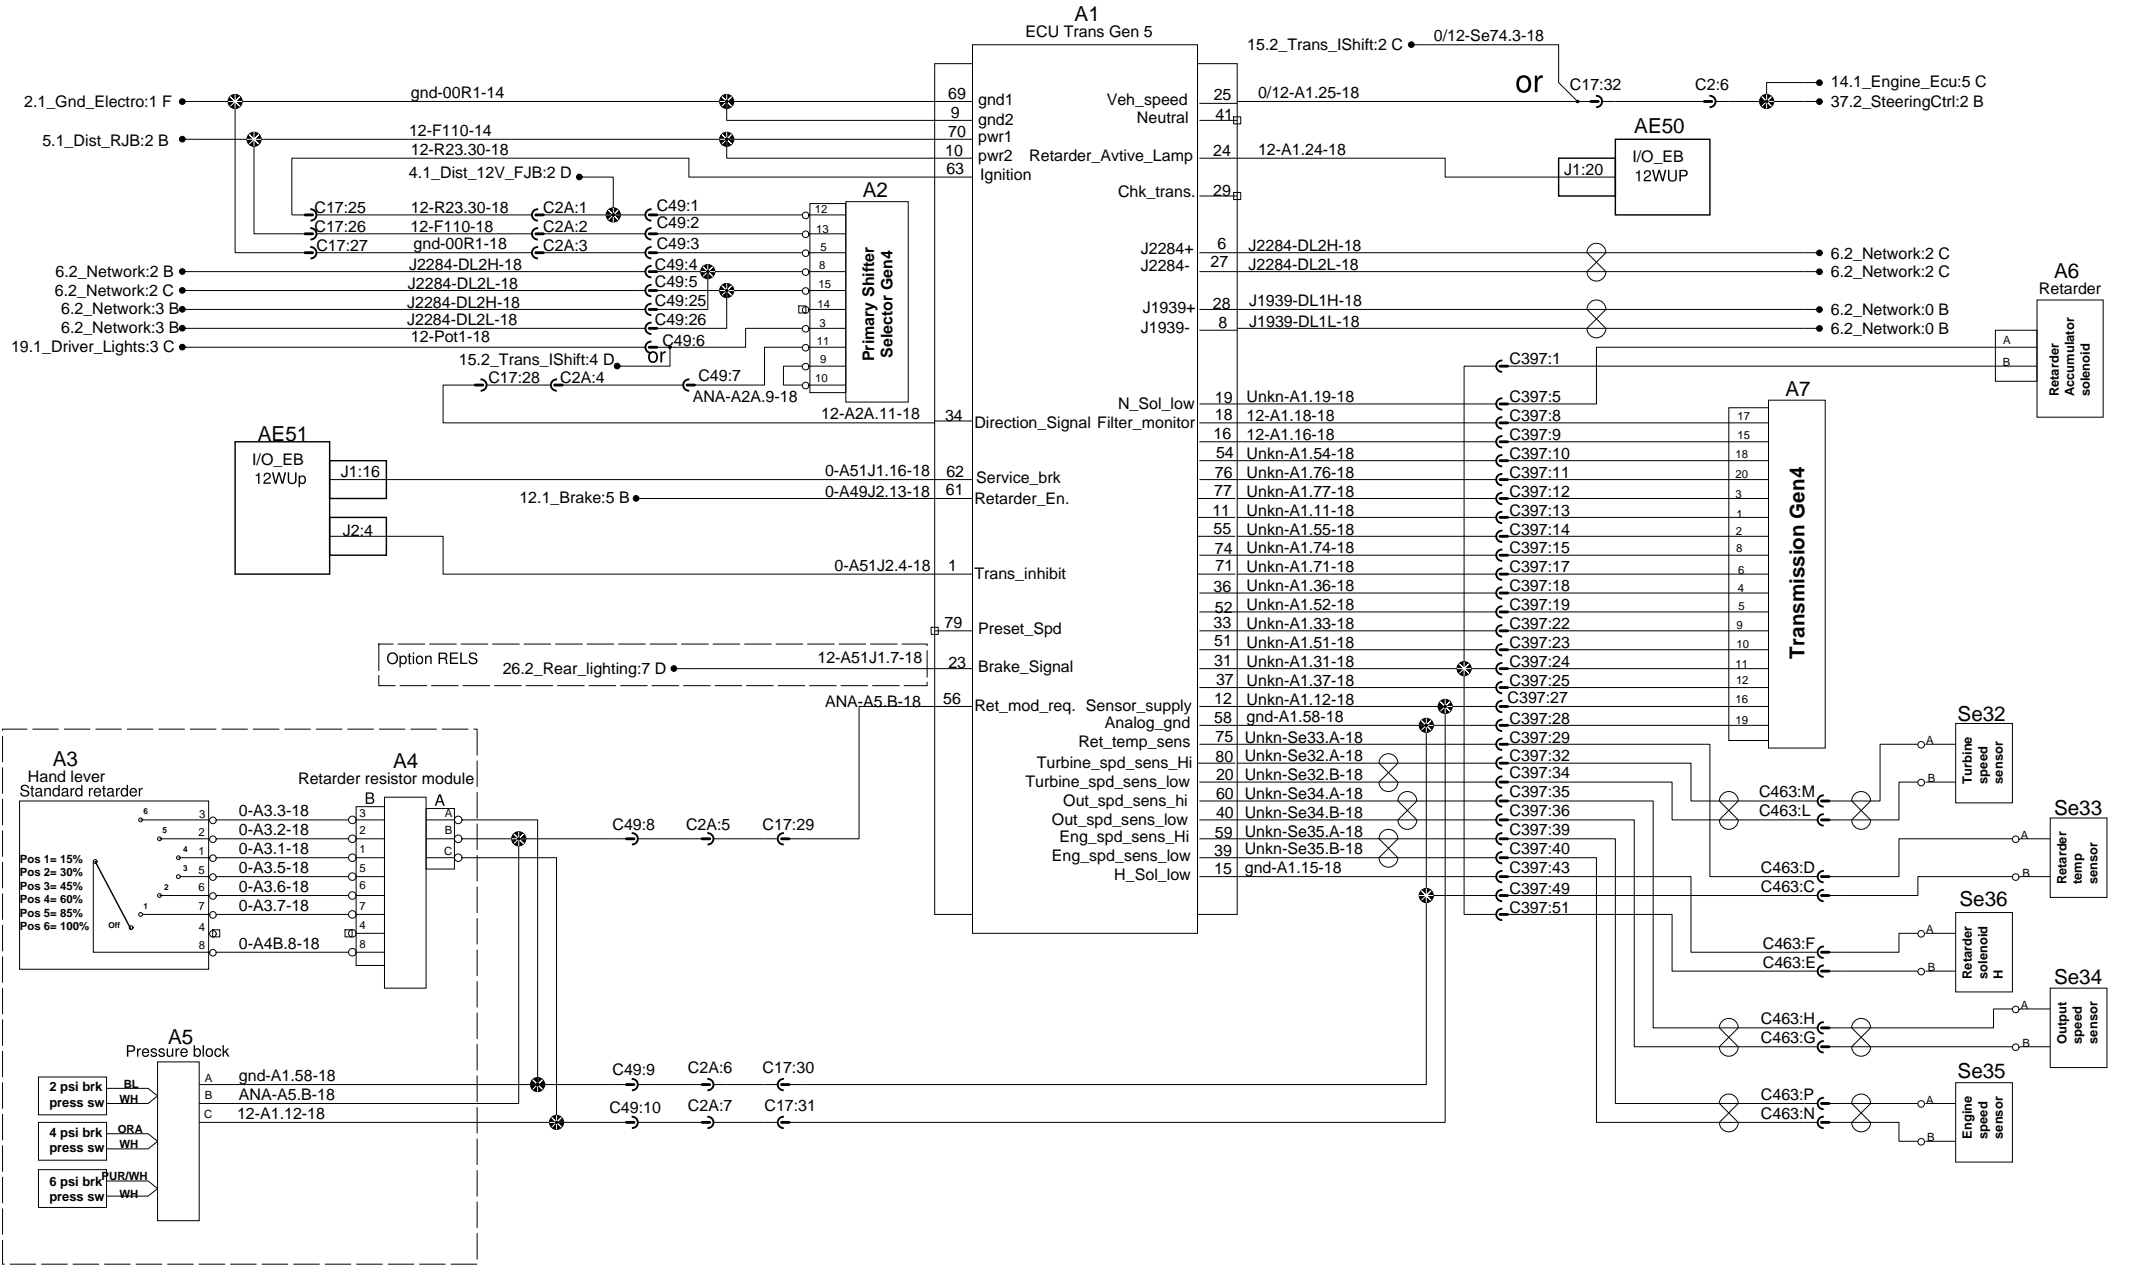 A1
ECU Trans Gen 5
15.2_Trans_IShift:2 C
0/12-Se74.3-18
or
C17:32
C2:6
14.1_Engine_Ecu:5 C
37.2_SteeringCtrl:2 B
2.1_Gnd_Electro:1 F
gnd-00R1-14
69
gnd1
9
gnd2
5.1_Dist_RJB:2 B
12-F110-14
70
pwr1
12-R23.30-18
10
pwr2
63
Ignition
4.1_Dist_12V_FJB:2 D
Veh_speed
25
0/12-A1.25-18
Neutral
41
Retarder_Avtive_Lamp
24
12-A1.24-18
Chk_trans.
29
AE50
I/O_EB
12WUP
J1:20
A2
C17:25
12-R23.30-18
C2A:1
C49:1
12
C17:26
12-F110-18
C2A:2
C49:2
13
C17:27
gnd-00R1-18
C2A:3
C49:3
5
6.2_Network:2 B
J2284-DL2H-18
C49:4
8
6.2_Network:2 C
J2284-DL2L-18
C49:5
15
6.2_Network:3 B
J2284-DL2H-18
C49:25
14
6.2_Network:3 B
J2284-DL2L-18
C49:26
3
19.1_Driver_Lights:3 C
12-Pot1-18
C49:6
11
or
15.2_Trans_IShift:4 D
9
C17:28
C2A:4
C49:7
10
ANA-A2A.9-18
Primary Shifter
Selector Gen4
12-A2A.11-18
34
Direction_Signal
J2284+
6
J2284-DL2H-18
6.2_Network:2 C
J2284-
27
J2284-DL2L-18
6.2_Network:2 C
J1939+
28
J1939-DL1H-18
6.2_Network:0 B
J1939-
8
J1939-DL1L-18
6.2_Network:0 B
A6
Retarder
A
B
Retarder
Accumulator
solenoid
C397:1
A7
N_Sol_low
19
Unkn-A1.19-18
C397:5
Filter_monitor
18
12-A1.18-18
C397:8
17
16
12-A1.16-18
C397:9
15
54
Unkn-A1.54-18
C397:10
18
76
Unkn-A1.76-18
C397:11
20
77
Unkn-A1.77-18
C397:12
3
11
Unkn-A1.11-18
C397:13
1
55
Unkn-A1.55-18
C397:14
2
74
Unkn-A1.74-18
C397:15
8
71
Unkn-A1.71-18
C397:17
6
36
Unkn-A1.36-18
C397:18
4
52
Unkn-A1.52-18
C397:19
5
33
Unkn-A1.33-18
C397:22
9
51
Unkn-A1.51-18
C397:23
10
31
Unkn-A1.31-18
C397:24
11
37
Unkn-A1.37-18
C397:25
12
Sensor_supply
12
Unkn-A1.12-18
C397:27
16
Analog_gnd
58
gnd-A1.58-18
C397:28
19
Transmission Gen4
Ret_temp_sens
75
Unkn-Se33.A-18
C397:29
Turbine_spd_sens_Hi
80
Unkn-Se32.A-18
C397:32
Turbine_spd_sens_low
20
Unkn-Se32.B-18
C397:34
Out_spd_sens_hi
60
Unkn-Se34.A-18
C397:35
Out_spd_sens_low
40
Unkn-Se34.B-18
C397:36
Eng_spd_sens_Hi
59
Unkn-Se35.A-18
C397:39
Eng_spd_sens_low
39
Unkn-Se35.B-18
C397:40
H_Sol_low
15
gnd-A1.15-18
C397:43
C397:49
C397:51
AE51
I/O_EB
12WUp
J1:16
J2:4
0-A51J1.16-18
62
Service_brk
12.1_Brake:5 B
0-A49J2.13-18
61
Retarder_En.
0-A51J2.4-18
1
Trans_inhibit
79
Preset_Spd
Option RELS
26.2_Rear_lighting:7 D
12-A51J1.7-18
23
Brake_Signal
ANA-A5.B-18
56
Ret_mod_req.
Se32
A
B
Turbine
speed
sensor
C463:M
C463:L
Se33
A
B
Retarder
temp
sensor
C463:D
C463:C
Se36
A
B
Retarder
solenoid
H
C463:F
C463:E
Se34
A
B
Output
speed
sensor
C463:H
C463:G
Se35
A
B
Engine
speed
sensor
C463:P
C463:N
A3
Hand lever
Standard retarder
A4
Retarder resistor module
B
A
6
3
0-A3.3-18
3
A
5
2
0-A3.2-18
2
B
4
1
0-A3.1-18
1
C
3
5
0-A3.5-18
5
2
6
0-A3.6-18
6
1
7
0-A3.7-18
7
Off
4
4
8
0-A4B.8-18
8
Pos 1= 15%
Pos 2= 30%
Pos 3= 45%
Pos 4= 60%
Pos 5= 85%
Pos 6= 100%
C49:8
C2A:5
C17:29
A5
Pressure block
2 psi brk
press sw
BL
WH
4 psi brk
press sw
ORA
WH
6 psi brk
press sw
PUR/WH
WH
A
gnd-A1.58-18
B
ANA-A5.B-18
C
12-A1.12-18
C49:9
C2A:6
C17:30
C49:10
C2A:7
C17:31